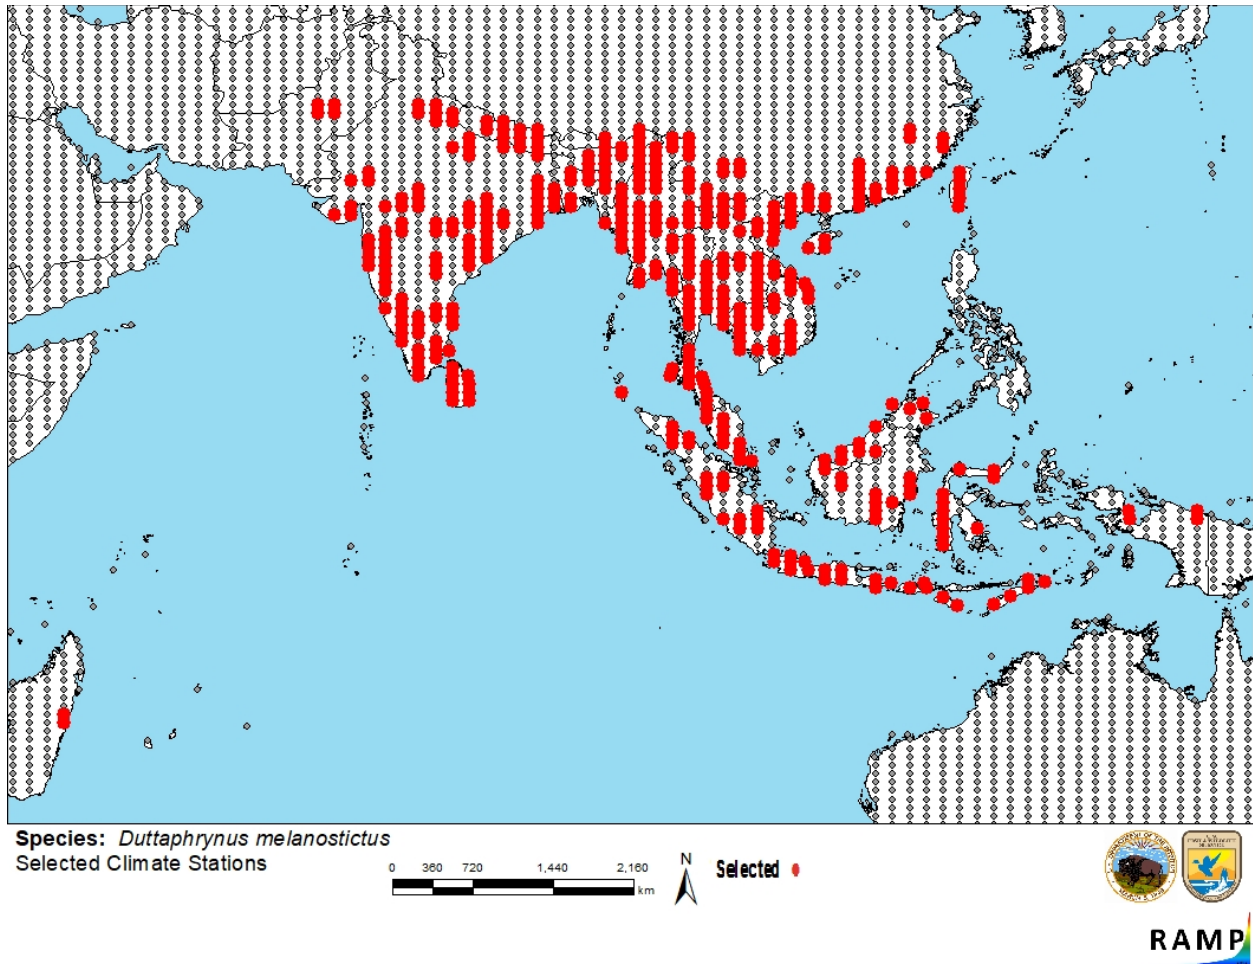 Species: Duttaphrynus melanostictus
Selected Climate Stations
0 360 720 1,440 2,160
km
N
Selected
RAMP